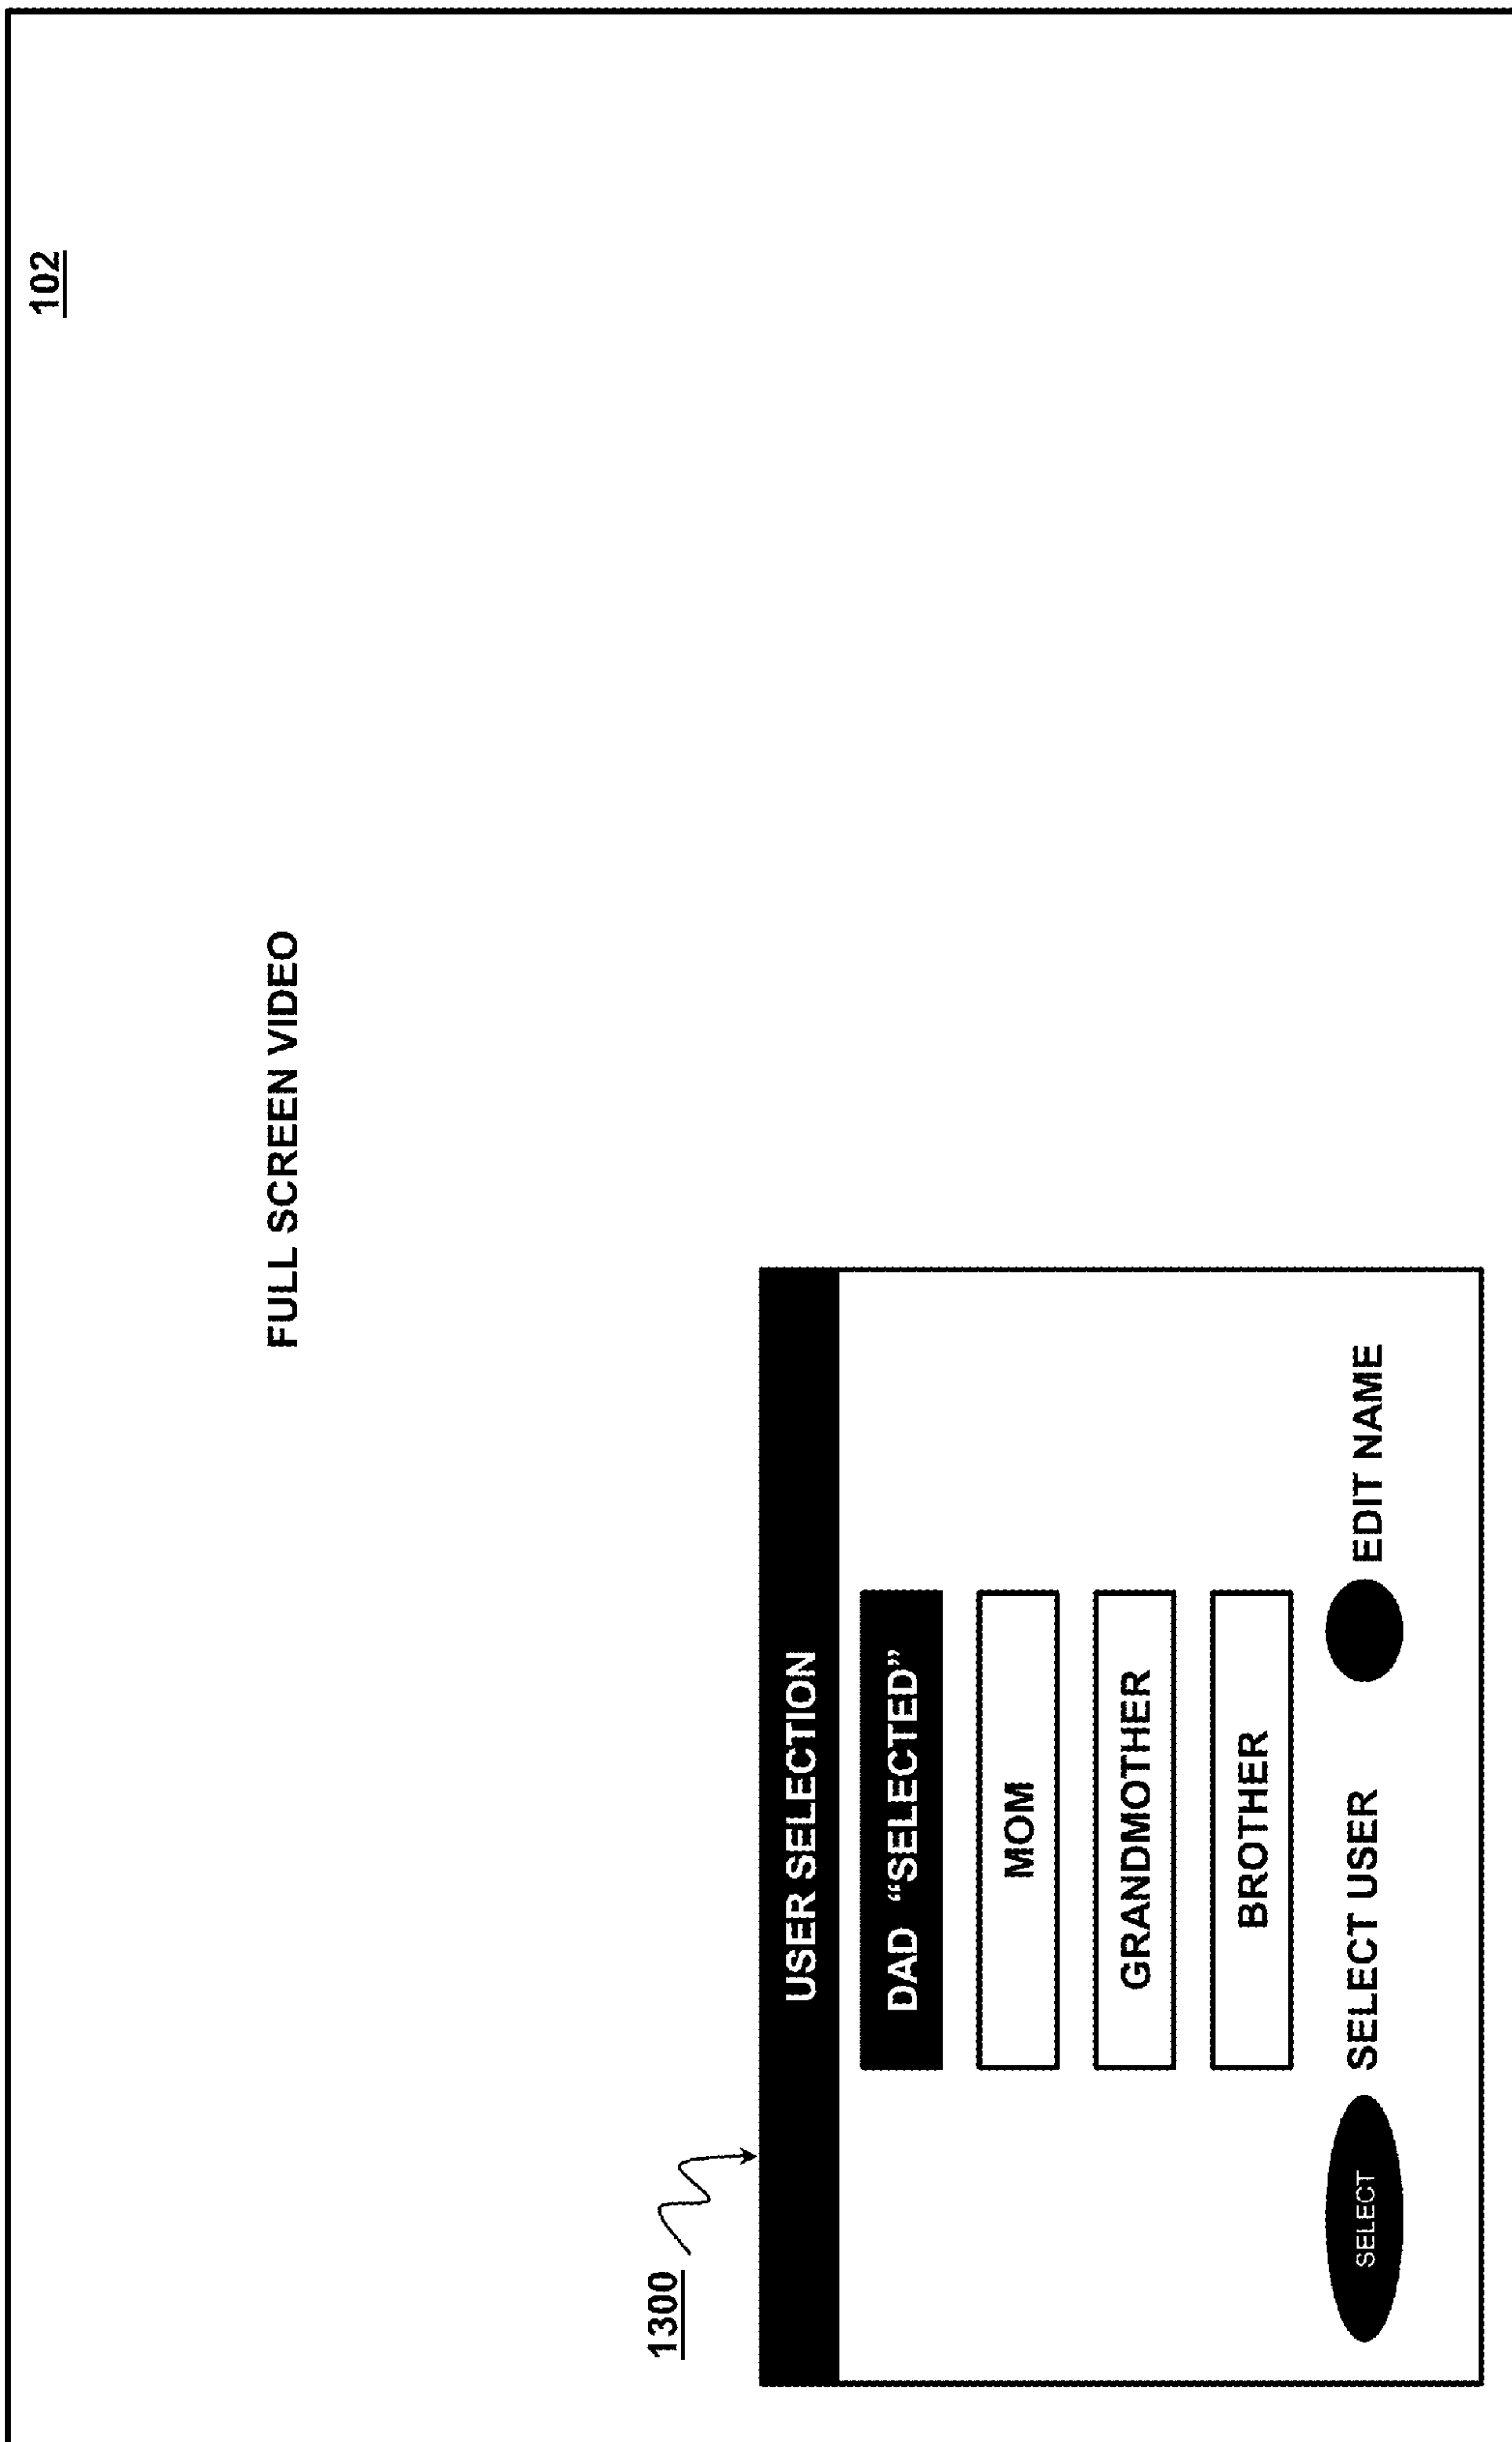 102
FULL SCREEN VIDEO
1300
USER SELECTION
DAD “SELECTED”
MOM
GRANDMOTHER
BROTHER
SELECT SELECT USER EDIT NAME